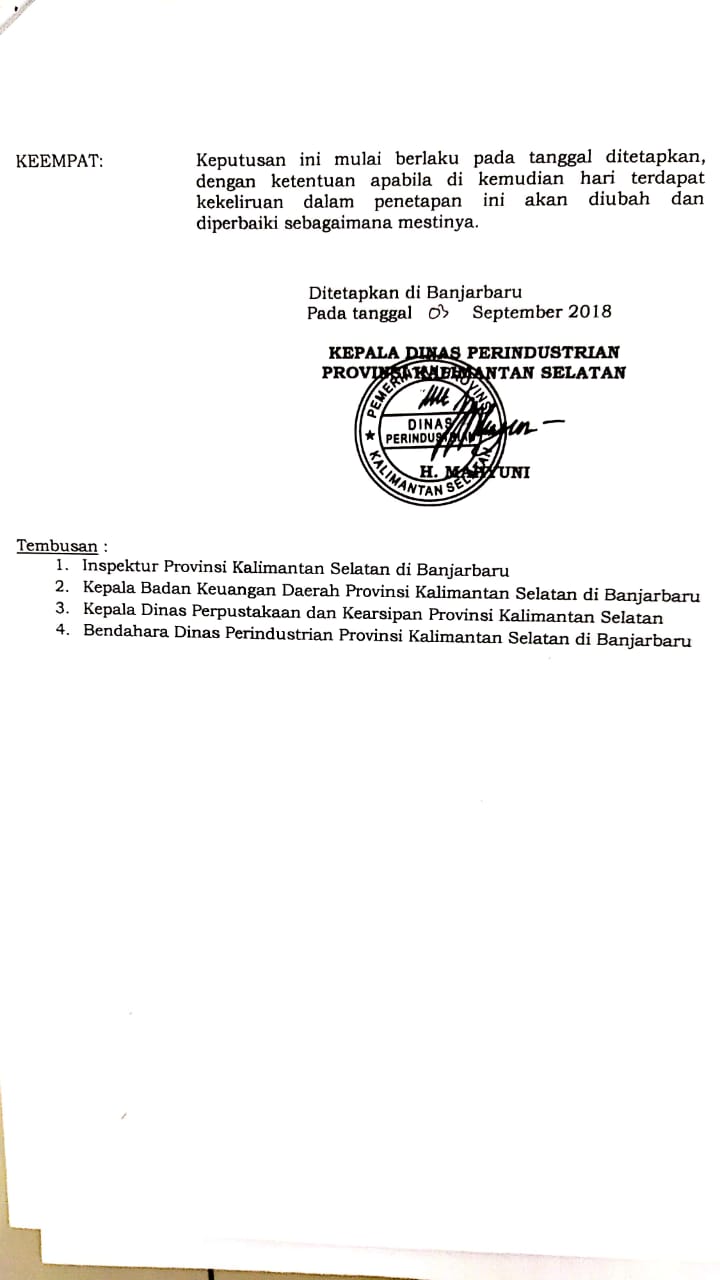 KEEMPAT: Keputusan ini mulai berlaku pada tanggal ditetapkan,
dengan ketentuan apabila di kemudian hari terdapat
kekeliruan dalam penetapan ini akan diubah dan
diperbaiki sebagaimana mestinya.
Ditetapkan di Banjarbaru
Pada tanggal 03 September 2018
KEPALA DINAS PERINDUSTRIAN
PROVINSI KALIMANTAN SELATAN
DINAS
PERINDUSTRIAN
KALIMANTAN SELATAN
H. MAHYUNI
Tembusan :
1. Inspektur Provinsi Kalimantan Selatan di Banjarbaru
2. Kepala Badan Keuangan Daerah Provinsi Kalimantan Selatan di Banjarbaru
3. Kepala Dinas Perpustakaan dan Kearsipan Provinsi Kalimantan Selatan
4. Bendahara Dinas Perindustrian Provinsi Kalimantan Selatan di Banjarbaru